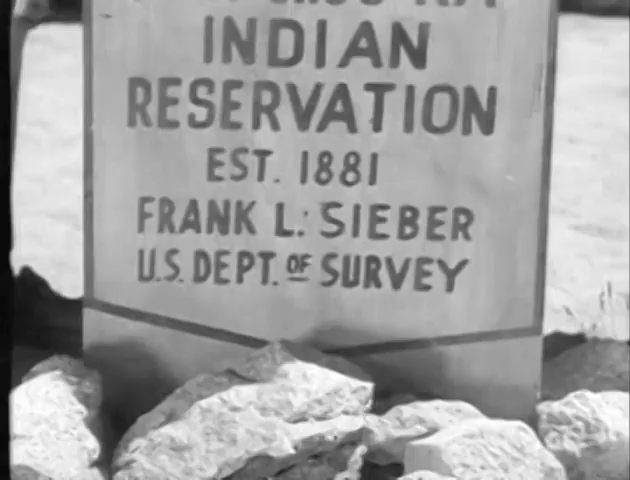 INDIAN
RESERVATION
EST. 1881
FRANK L. SIEBER
U.S. DEPT. OF SURVEY